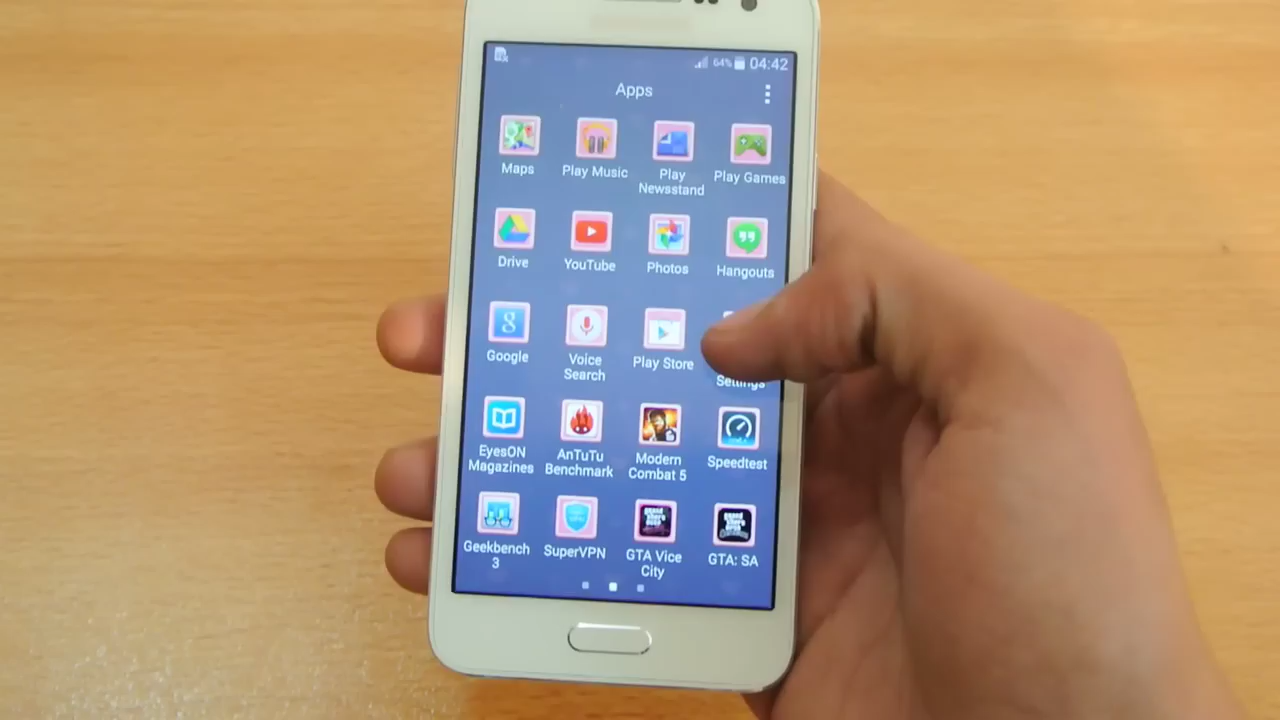 64% 04:42
Apps
Maps
Play Music
Play
Newsstand
Play Games
Drive
YouTube
Photos
Hangouts
Google
Voice
Search
Play Store
Settings
EyesON
Magazines
AnTuTu
Benchmark
Modern
Combat 5
Speedtest
Geekbench
3
SuperVPN
GTA Vice
City
GTA: SA